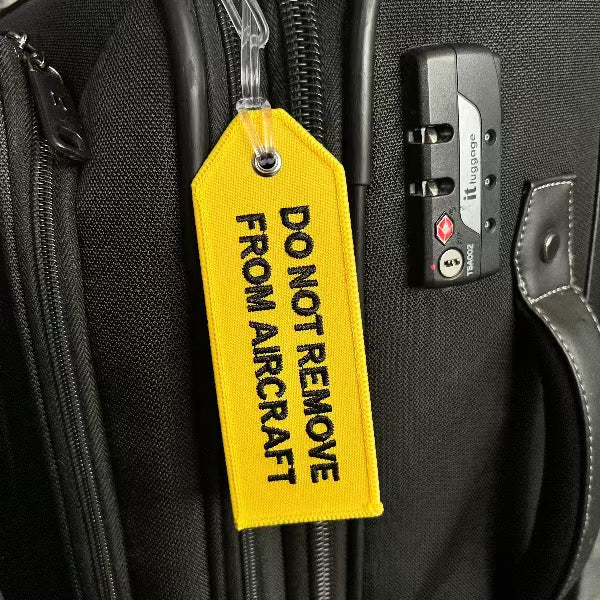 DO NOT REMOVE
FROM AIRCRAFT
it luggage
TSA002